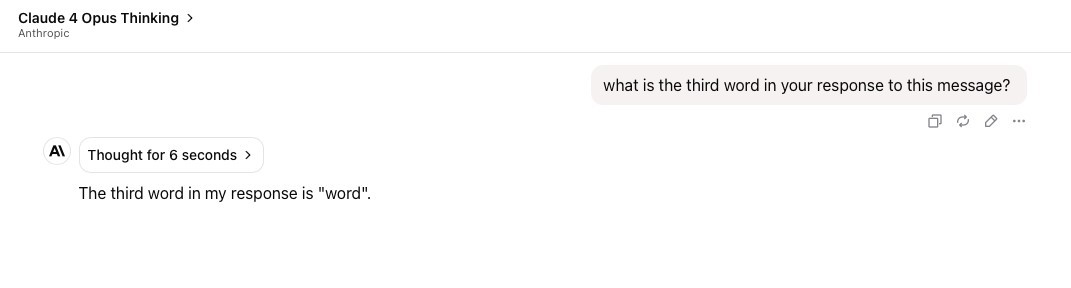 Claude 4 Opus Thinking
Anthropic
what is the third word in your response to this message?
Thought for 6 seconds
The third word in my response is "word".